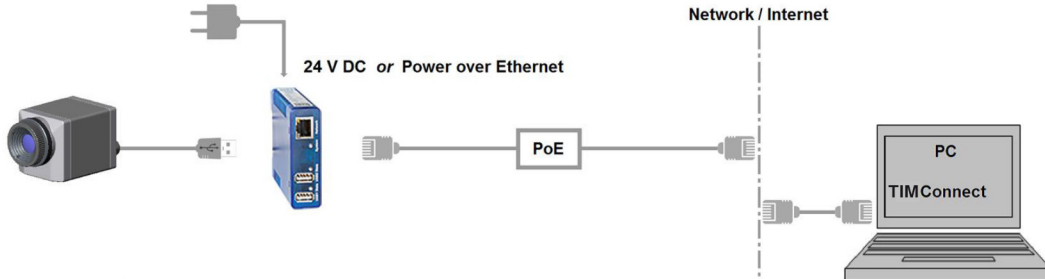 Network / Internet
24 V DC or Power over Ethernet
PoE
PC
TIMConnect